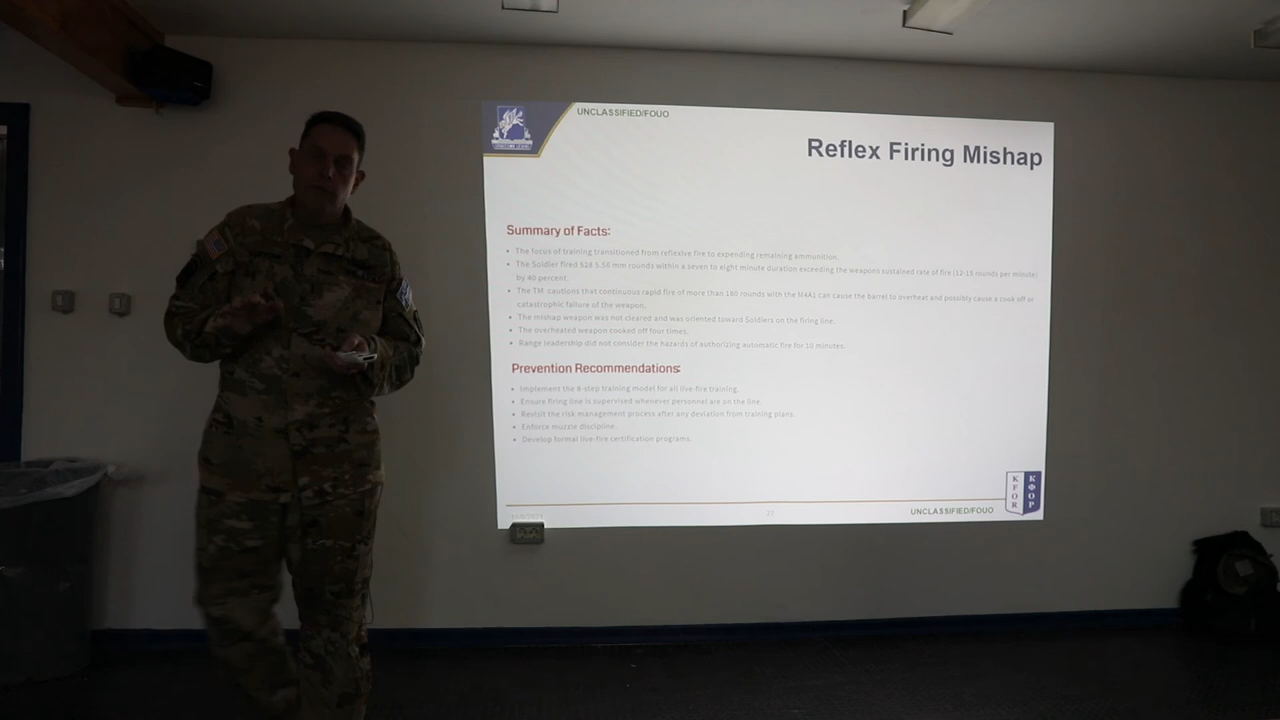 UNCLASSIFIED/FOUO
Reflex Firing Mishap
Summary of Facts:
• The focus of training transitioned from reflexive fire to expending remaining ammunition.
• The Soldier fired 528 5.56 mm rounds within a seven to eight minute duration exceeding the weapons sustained rate of fire (12-15 rounds per minute)
by 40 percent.
• The TM cautions that continuous rapid fire of more than 180 rounds with the M4A1 can cause the barrel to overheat and possibly cause a cook off or
catastrophic failure of the weapon.
• The mishap weapon was not cleared and was oriented toward Soldiers on the firing line.
• The overheated weapon cooked off four times.
• Range leadership did not consider the hazards of authorizing automatic fire for 10 minutes.
Prevention Recommendations:
• Implement the 8-step training model for all live-fire training.
• Ensure firing line is supervised whenever personnel are on the line.
• Revisit the risk management process after any deviation from training plans.
• Enforce muzzle discipline.
• Develop formal live-fire certification programs.
KFOR
КФОР
UNCLASSIFIED/FOUO